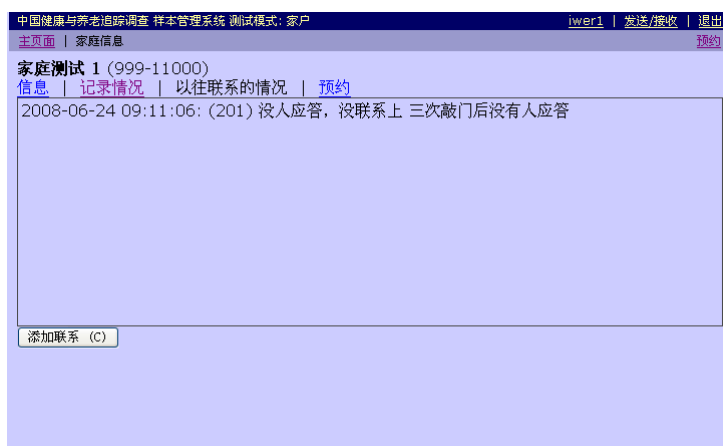 中国健康与养老追踪调查 样本管理系统 测试模式: 家户 iwer1 | 发送/接收 | 退出
主页面 | 家庭信息 预约
家庭测试 1 (999-11000)
信息 | 记录情况 | 以往联系的情况 | 预约
2008-06-24 09:11:06: (201) 没人应答，没联系上 三次敲门后没有人应答
添加联系 (C)